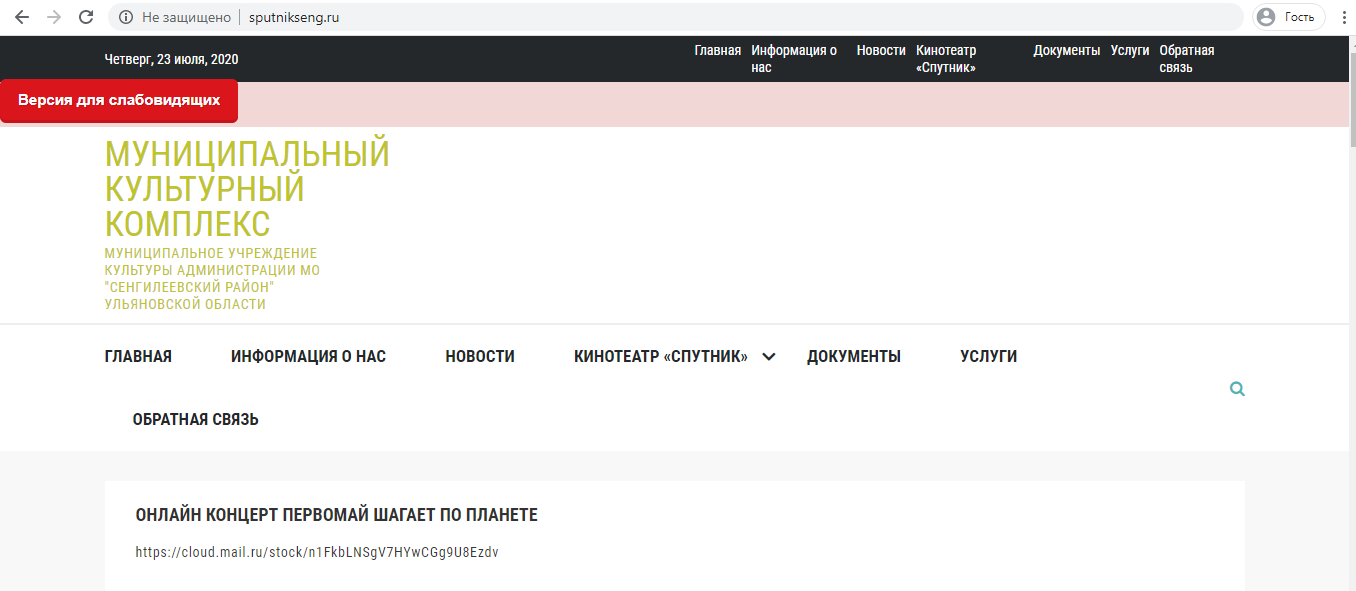 Не защищено
sputnikseng.ru
Гость
Четверг, 23 июля, 2020
Главная Информация о нас Новости Кинотеатр «Спутник» Документы Услуги Обратная связь
Версия для слабовидящих
МУНИЦИПАЛЬНЫЙ
КУЛЬТУРНЫЙ
КОМПЛЕКС
МУНИЦИПАЛЬНОЕ УЧРЕЖДЕНИЕ
КУЛЬТУРЫ АДМИНИСТРАЦИИ МО
"СЕНГИЛЕЕВСКИЙ РАЙОН"
УЛЬЯНОВСКОЙ ОБЛАСТИ
ГЛАВНАЯ ИНФОРМАЦИЯ О НАС НОВОСТИ КИНОТЕАТР «СПУТНИК» ДОКУМЕНТЫ УСЛУГИ
ОБРАТНАЯ СВЯЗЬ
ОНЛАЙН КОНЦЕРТ ПЕРВОМАЙ ШАГАЕТ ПО ПЛАНЕТЕ
https://cloud.mail.ru/stock/n1FkbLNSgV7HYwCGg9U8Ezdv